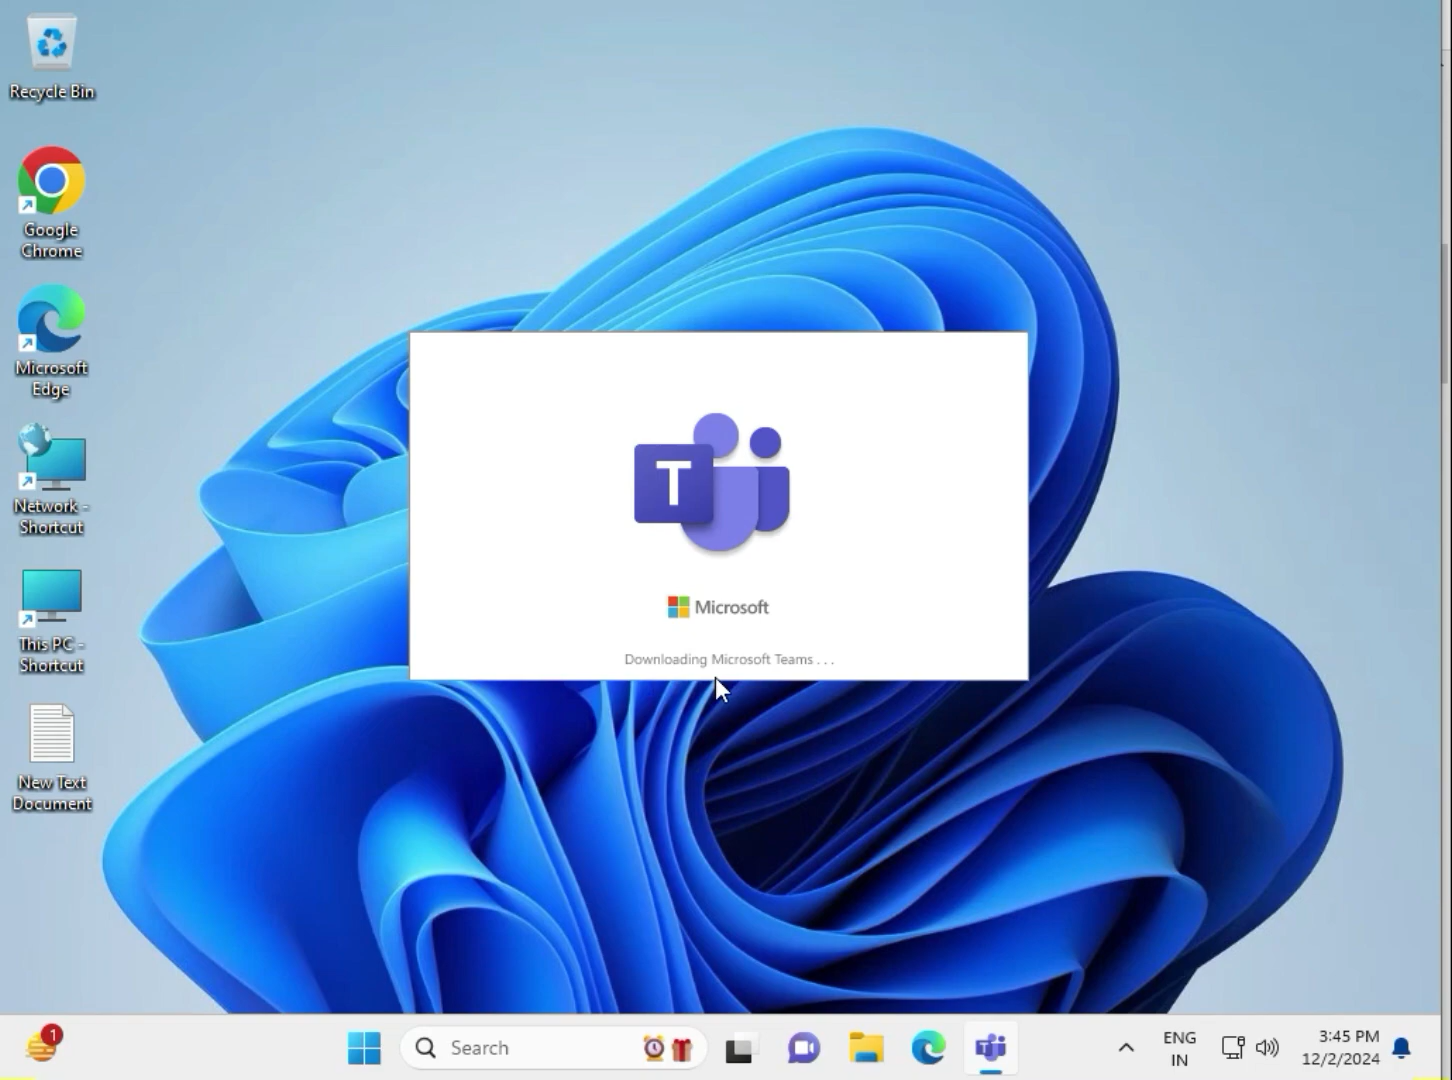 Recycle Bin
Google
Chrome
Microsoft
Edge
Network -
Shortcut
This PC -
Shortcut
New Text
Document
T
Microsoft
Downloading Microsoft Teams . . .
1
Search
ENG
IN
3:45 PM
12/2/2024